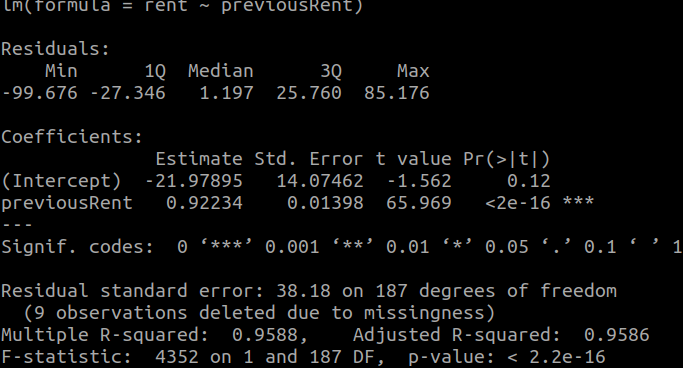 lm(formula = rent ~ previousRent)
Residuals:
    Min      1Q  Median      3Q     Max
-99.676 -27.346   1.197  25.760  85.176
Coefficients:
              Estimate Std. Error t value Pr(>|t|)
(Intercept)  -21.97895   14.07462  -1.562     0.12
previousRent   0.92234    0.01398  65.969   <2e-16 ***
---
Signif. codes:  0 ‘***’ 0.001 ‘**’ 0.01 ‘*’ 0.05 ‘.’ 0.1 ‘ ’ 1
Residual standard error: 38.18 on 187 degrees of freedom
  (9 observations deleted due to missingness)
Multiple R-squared:  0.9588,    Adjusted R-squared:  0.9586
F-statistic:  4352 on 1 and 187 DF,  p-value: < 2.2e-16